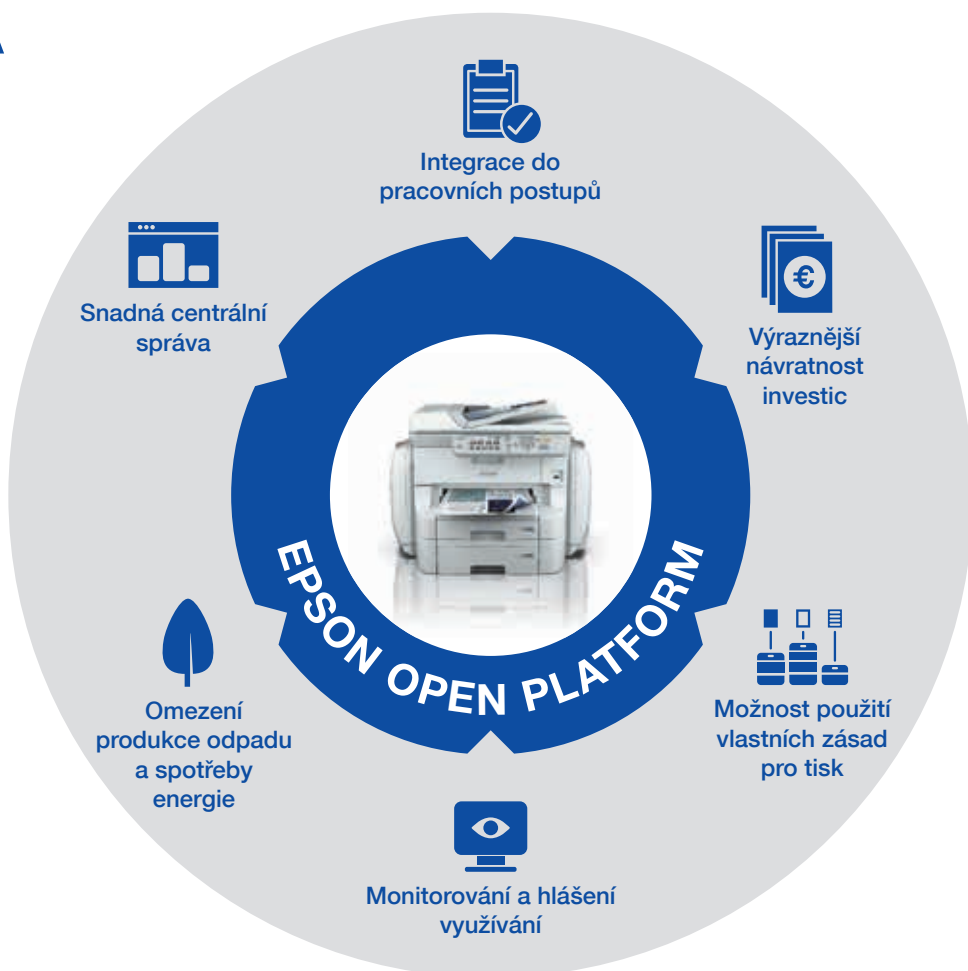 Integrace do
pracovních postupů
Snadná centrální
správa
Výraznější
návratnost
investic
EPSON OPEN PLATFORM
Omezení
produkce odpadu
a spotřeby
energie
Možnost použití
vlastních zásad
pro tisk
Monitorování a hlášení
využívání